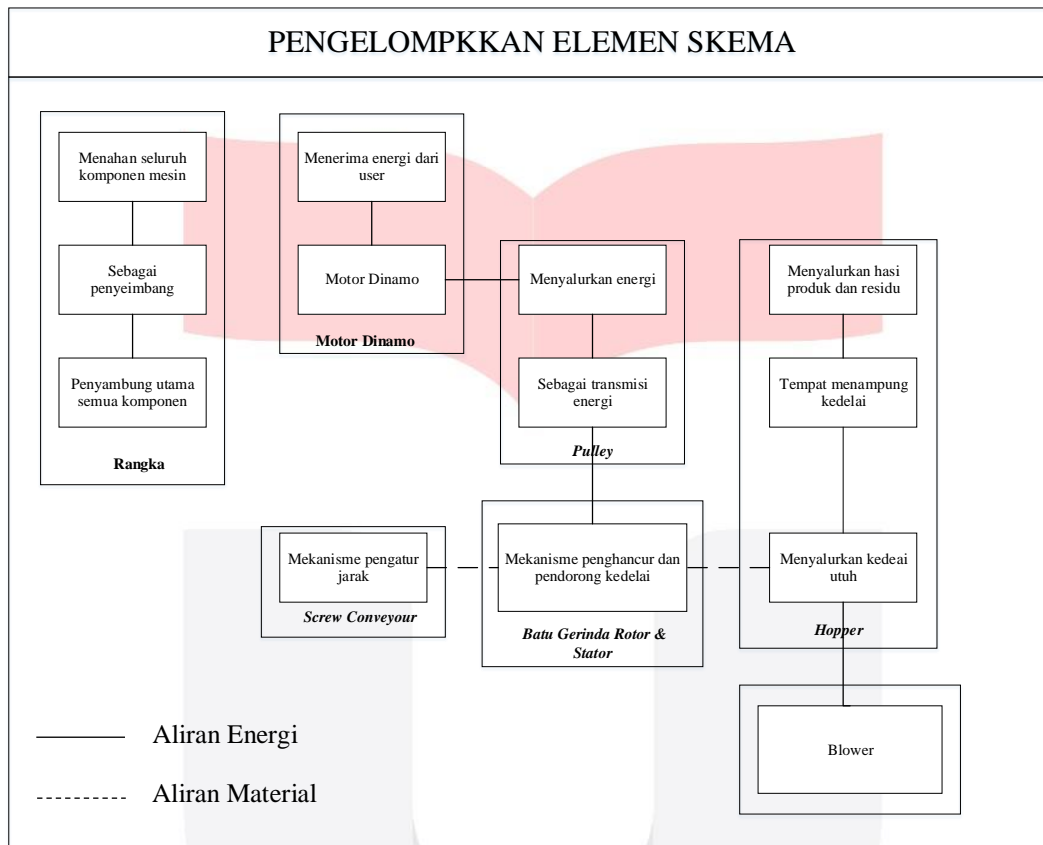 PENGELOMPKKAN ELEMEN SKEMA
Menahan seluruh
komponen mesin
Sebagai
penyeimbang
Penyambung utama
semua komponen
Rangka
Menerima energi dari
user
Motor Dinamo
Motor Dinamo
Menyalurkan energi
Sebagai transmisi
energi
Pulley
Menyalurkan hasi
produk dan residu
Tempat menampung
kedelai
Menyalurkan kedeai
utuh
Hopper
Mekanisme pengatur
jarak
Screw Conveyour
Mekanisme penghancur dan
pendorong kedelai
Batu Gerinda Rotor &
Stator
Blower
Aliran Energi
Aliran Material